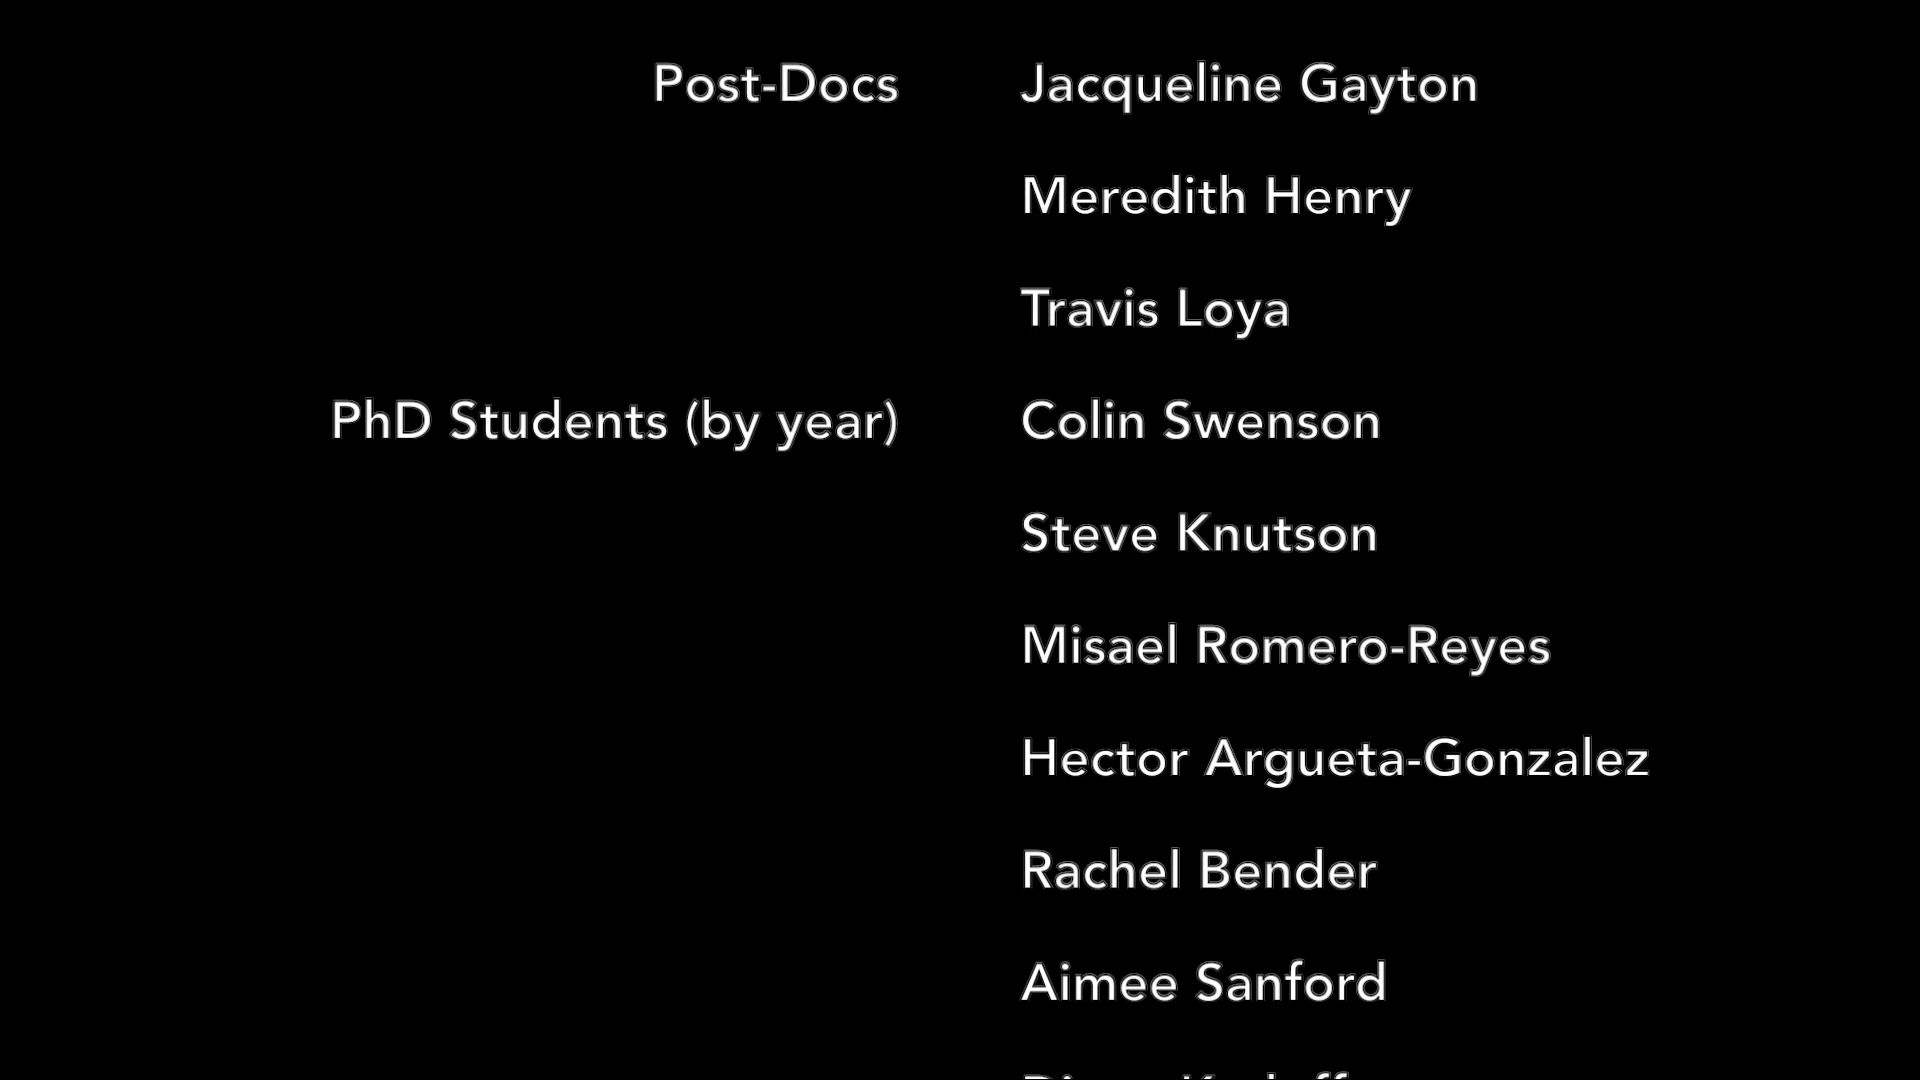 Post-Docs Jacqueline Gayton
Meredith Henry
Travis Loya
PhD Students (by year) Colin Swenson
Steve Knutson
Misael Romero-Reyes
Hector Argueta-Gonzalez
Rachel Bender
Aimee Sanford